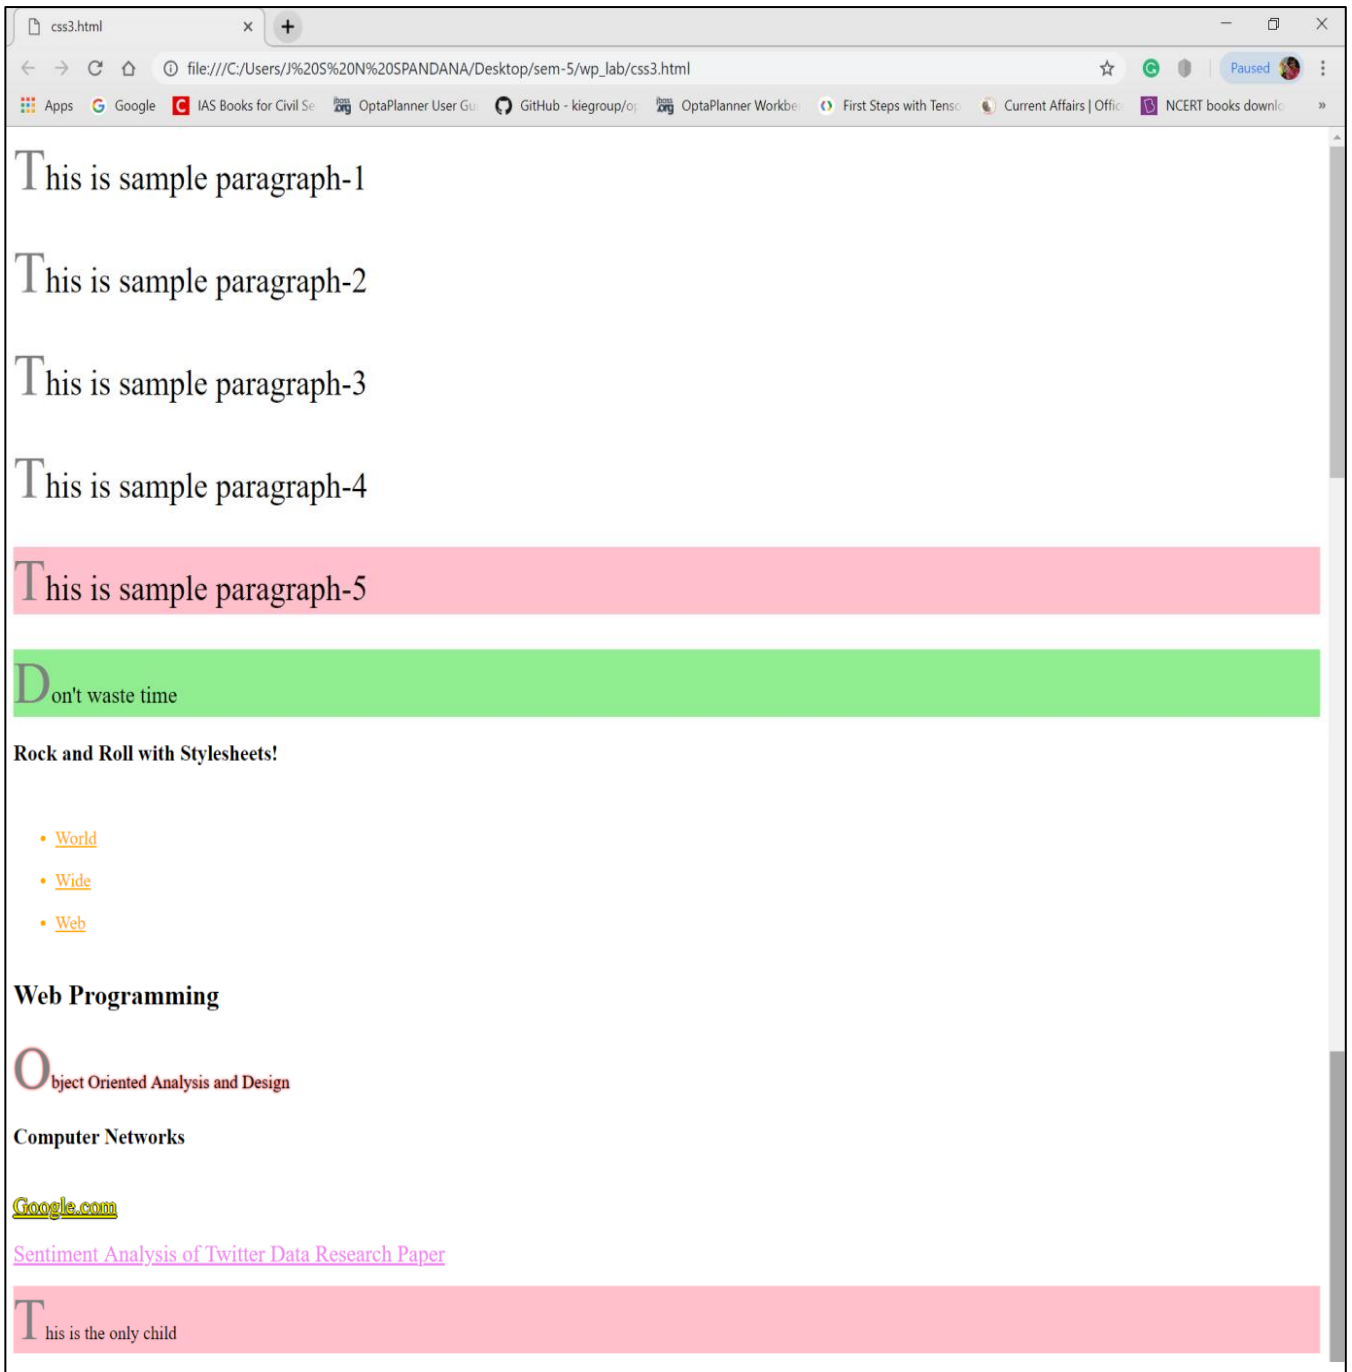 css3.html
file:///C:/Users/J%20S%20N%20SPANDANA/Desktop/sem-5/wp_lab/css3.html
Paused
Apps Google IAS Books for Civil Se OptaPlanner User Gu GitHub - kiegroup/op OptaPlanner Workbe First Steps with Tenso Current Affairs | Offic NCERT books downlo »
This is sample paragraph-1
This is sample paragraph-2
This is sample paragraph-3
This is sample paragraph-4
This is sample paragraph-5
Don't waste time
Rock and Roll with Stylesheets!
• World
• Wide
• Web
Web Programming
Object Oriented Analysis and Design
Computer Networks
Google.com
Sentiment Analysis of Twitter Data Research Paper
This is the only child